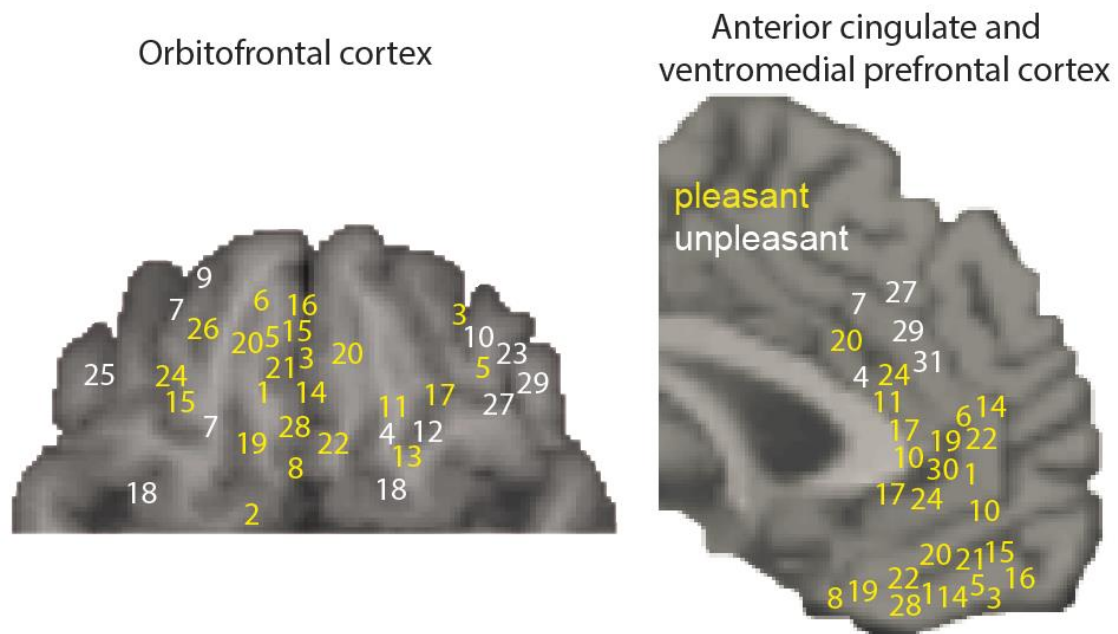 Orbitofrontal cortex
Anterior cingulate and
ventromedial prefrontal cortex
pleasant
unpleasant
9
7 6 16 3
26 20 5 15 10
21 3 20 5 23
25 24 1 14 29
15 11 17 27
7 28 4 12
19 22 13
8
18 18
2
7 27
20 29
4 24 31
11 6 14
17 19 22
10 30 1
17 24 10
20 21 15
22 5 16
8 19 1 14 3
28